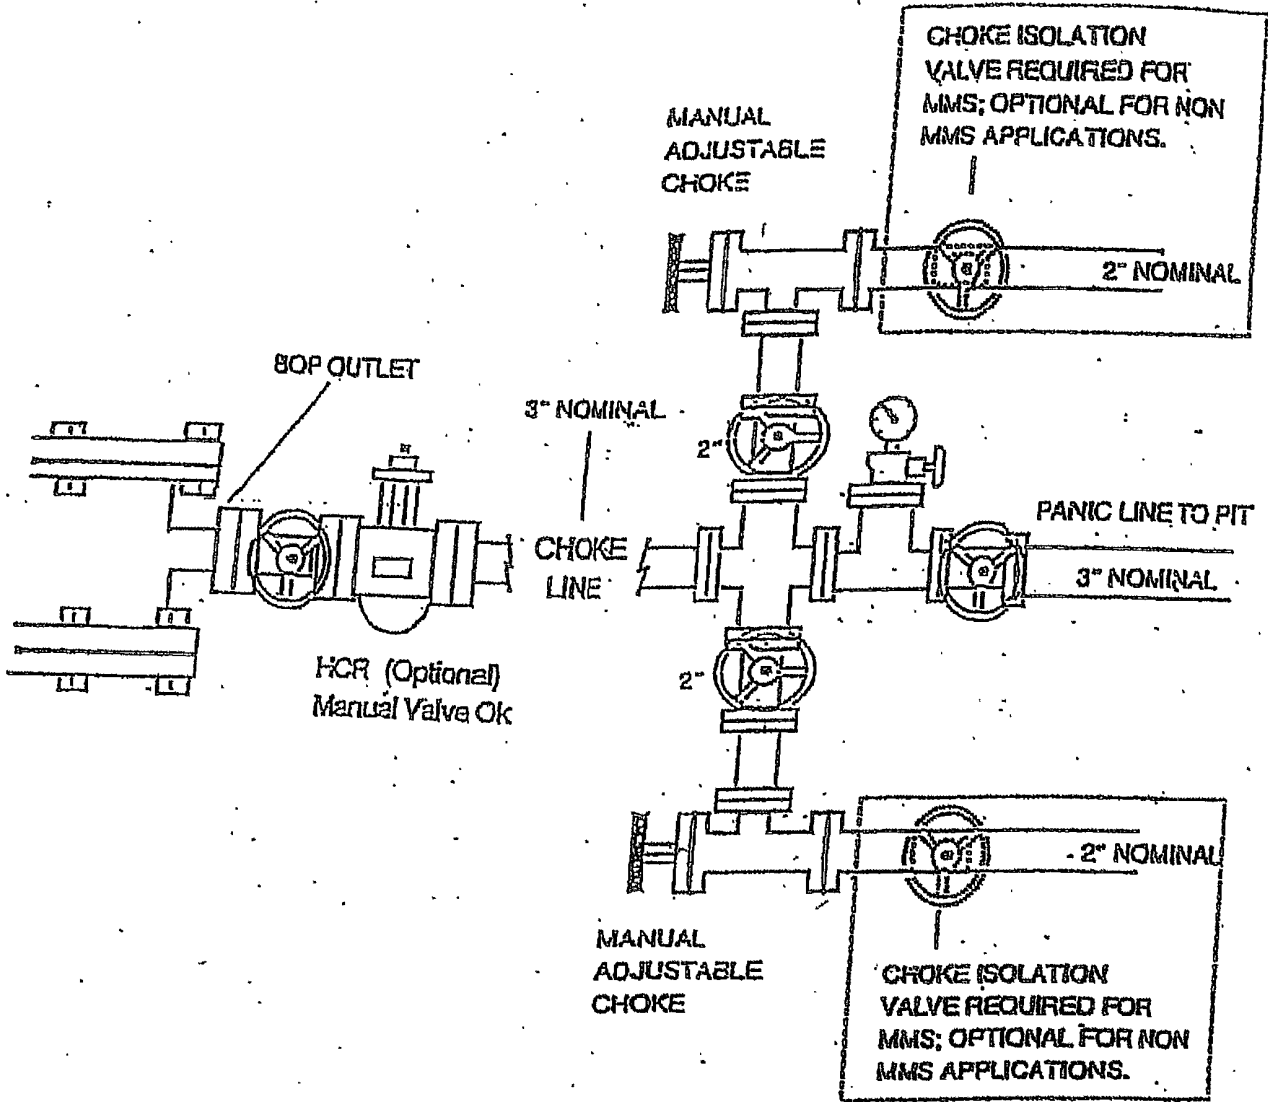 CHOKE ISOLATION
VALVE REQUIRED FOR
MMS; OPTIONAL FOR NON
MMS APPLICATIONS.
MANUAL
ADJUSTABLE
CHOKE
2" NOMINAL
BOP OUTLET
3" NOMINAL
2"
PANIC LINE TO PIT
CHOKE
LINE
3" NOMINAL
HCR (Optional)
Manual Valve Ok
2"
2" NOMINAL
MANUAL
ADJUSTABLE
CHOKE
CHOKE ISOLATION
VALVE REQUIRED FOR
MMS; OPTIONAL FOR NON
MMS APPLICATIONS.